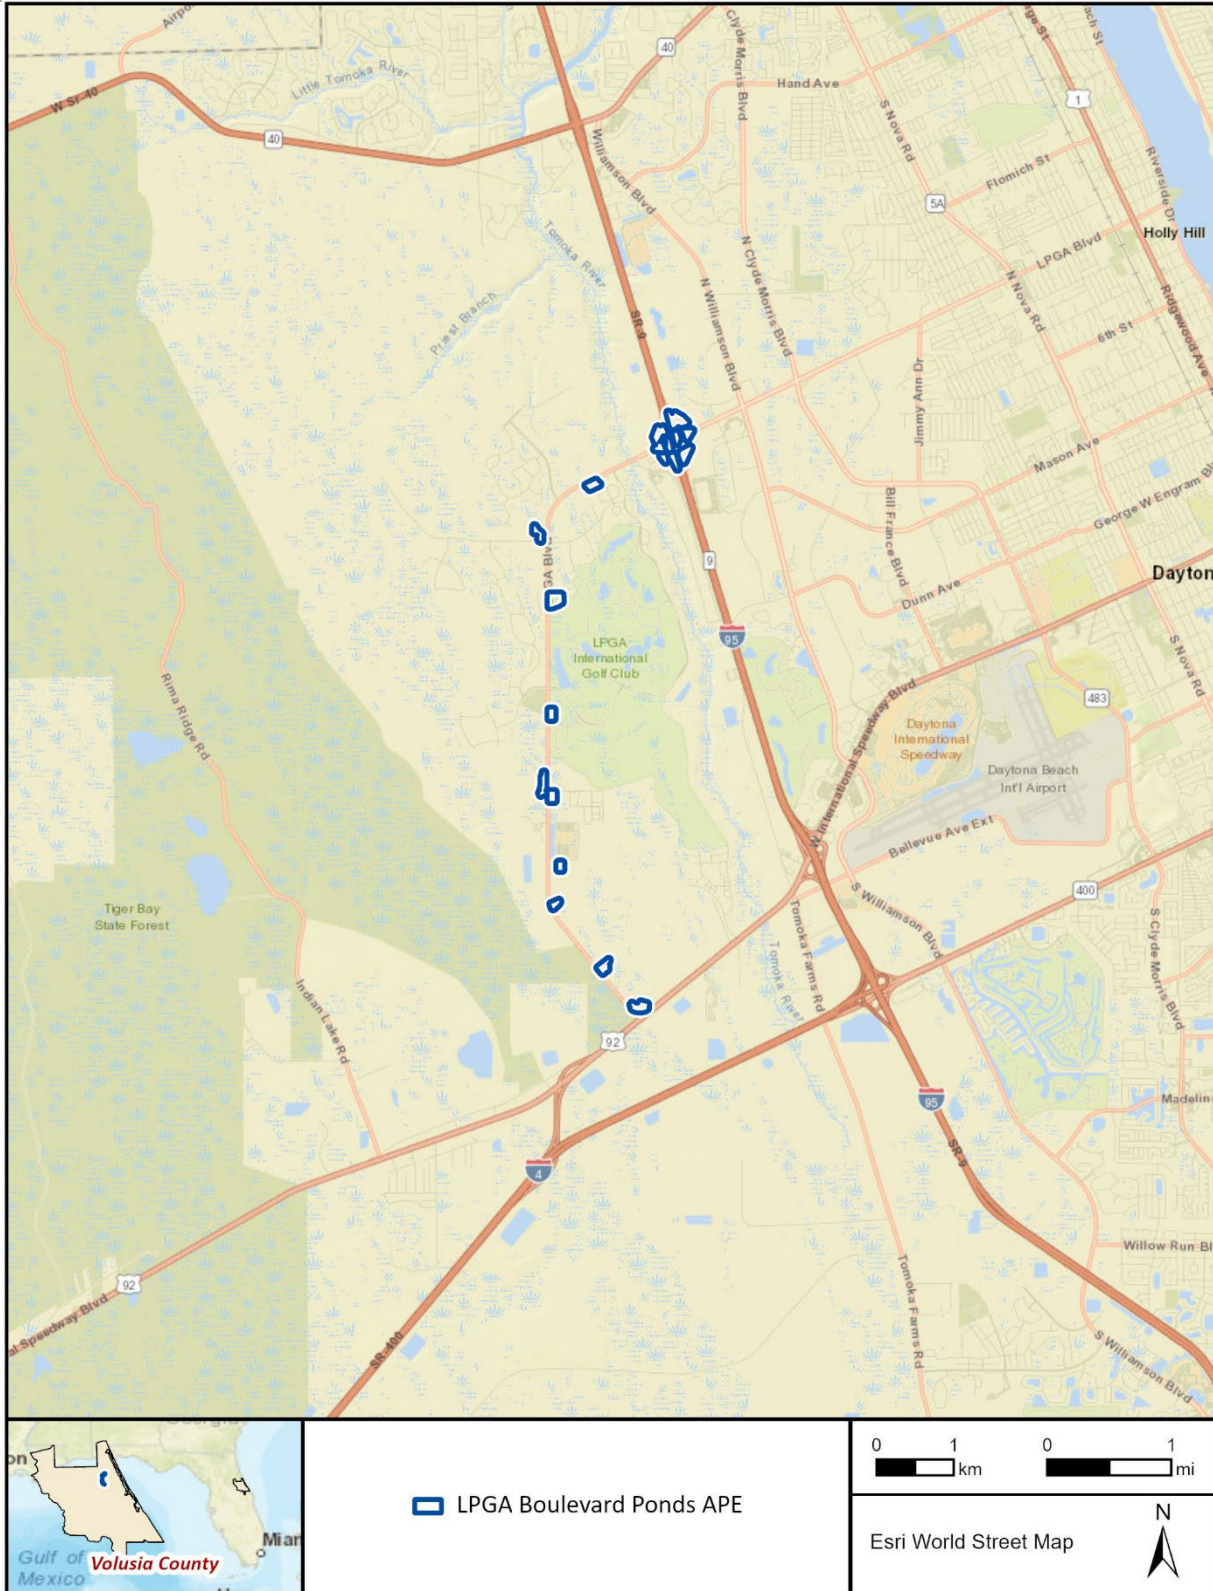 Clyde Morris Blvd
40
Hand Ave
1
W SR-40
Little Tomoka River
40
Williamson Blvd
S Nova Rd
Flomich St
Riverside Dr
5A
Holly Hill
Tomoka River
N Clyde Morris Blvd
LPGA Blvd
N Williamson Blvd
N Nova Rd
Priest Branch
SR-9
6th St
Ridgewood Ave
Jimmy Ann Dr
Mason Ave
George W Engram
Bill France Blvd
9
Dunn Ave
Dayton
95
LPGA
International
Golf Club
S Nova Rd
Rima Ridge Rd
W International Speedway Blvd
483
Daytona
International
Speedway
Daytona Beach
Int'l Airport
Bellevue Ave Ext
Tiger Bay
State Forest
S Williamson Blvd
400
Tomoka Farms Rd
Tomoka River
S Clyde Morris Blvd
Indian Lake Rd
92
95
Madelin
4
SR-9
Willow Run Bl
92
Tomoka Farms Rd
al Speedway Blvd
SR-400
S Williamson Blvd
on
Mian
Gulf of
Mexico
Volusia County
LPGA Boulevard Ponds APE
0 1 km
0 1 mi
Esri World Street Map
N